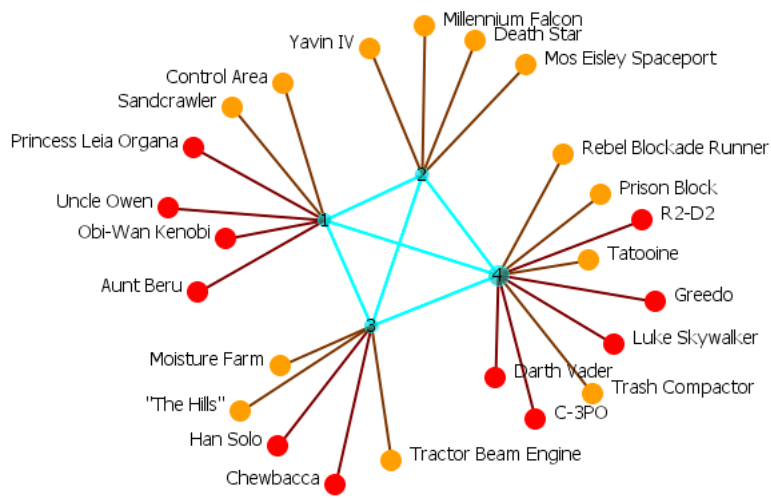 Millennium Falcon
Yavin IV
Death Star
Mos Eisley Spaceport
Control Area
Sandcrawler
Princess Leia Organa
Rebel Blockade Runner
2
Prison Block
Uncle Owen
R2-D2
1
Obi-Wan Kenobi
Tatooine
4
Aunt Beru
Greedo
3
Luke Skywalker
Moisture Farm
Darth Vader
Trash Compactor
"The Hills"
C-3PO
Han Solo
Tractor Beam Engine
Chewbacca